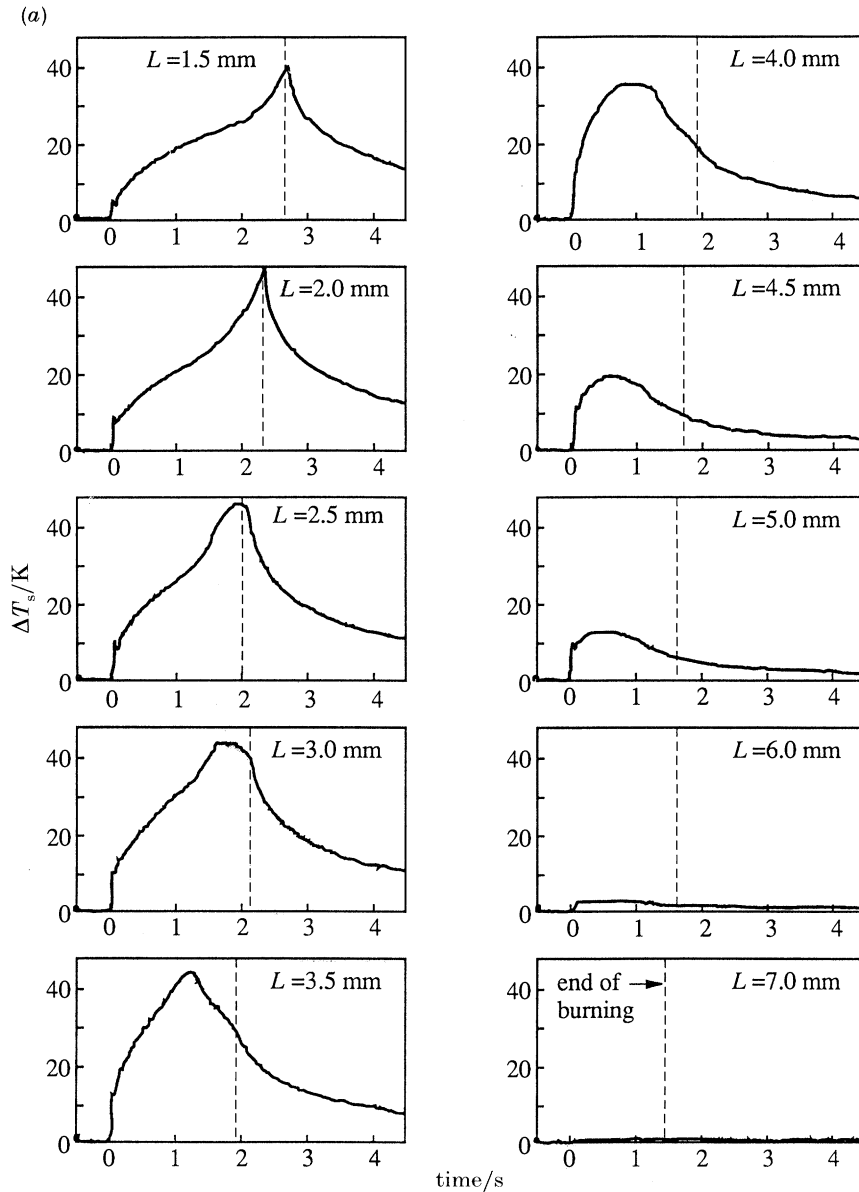 (a)
L =1.5 mm
40
20
0
0 1 2 3 4
L =2.0 mm
40
20
0
0 1 2 3 4
L =2.5 mm
40
20
0
0 1 2 3 4
L =3.0 mm
40
20
0
0 1 2 3 4
L =3.5 mm
40
20
0
0 1 2 3 4
L =4.0 mm
40
20
0
0 1 2 3 4
L =4.5 mm
40
20
0
0 1 2 3 4
L =5.0 mm
40
20
0
0 1 2 3 4
L =6.0 mm
40
20
0
0 1 2 3 4
end of
burning
L =7.0 mm
40
20
0
0 1 2 3 4
ΔTs/K
time/s